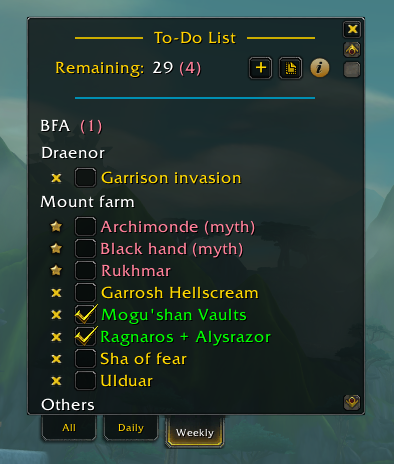 To-Do List
Remaining: 29 (4)
BFA (1)
Draenor
Garrison invasion
Mount farm
Archimonde (myth)
Black hand (myth)
Rukhmar
Garrosh Hellscream
Mogu'shan Vaults
Ragnaros + Alysrazor
Sha of fear
Ulduar
Others
All
Daily
Weekly